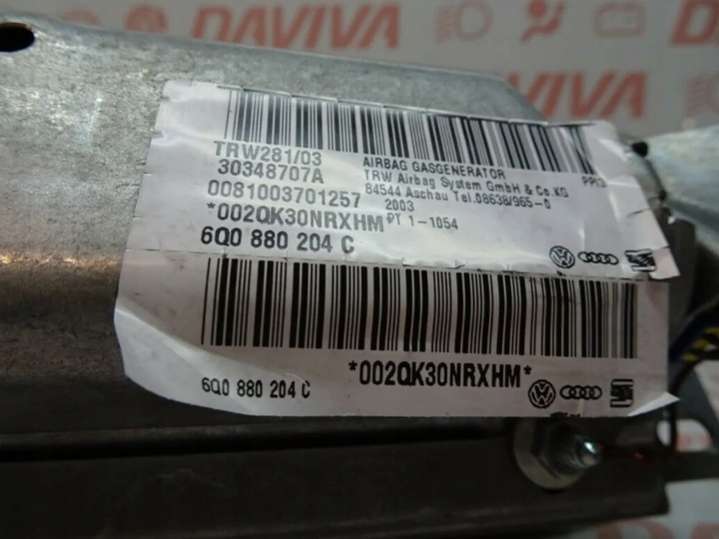 DAVIVA
DAVIVA
TRW281/03
30348707A
0081003701257
*002QK30NRXHM*
6Q0 880 204 C
AIRBAG GASGENERATOR
TRW Airbag System GmbH & Co.KG
84544 Aschau Tel.08638/965-0
2003
PT 1-1054
6Q0 880 204 C
*002QK30NRXHM*